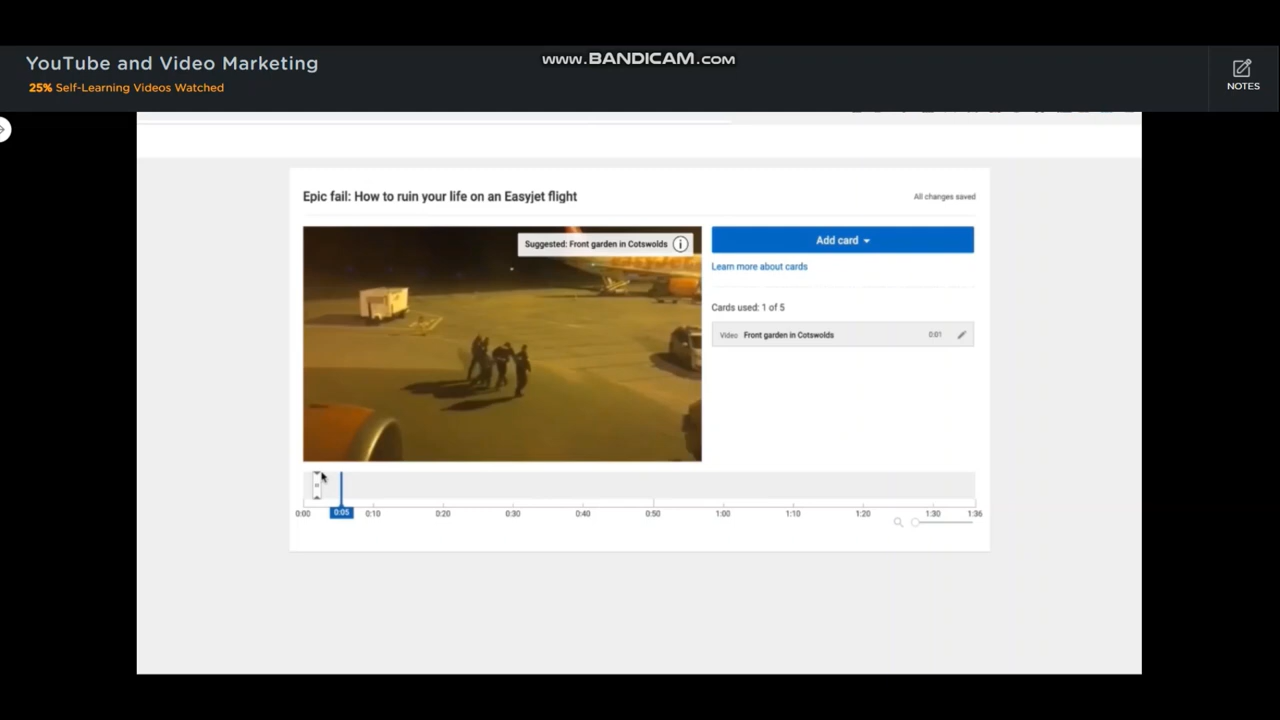 www.BANDICAM.com
YouTube and Video Marketing
25% Self-Learning Videos Watched
NOTES
Epic fail: How to ruin your life on an Easyjet flight
All changes saved
Suggested: Front garden in Cotswolds
Add card
Learn more about cards
Cards used: 1 of 5
Video: Front garden in Cotswolds 0:01
0:00 0:05 0:10 0:20 0:30 0:40 0:50 1:00 1:10 1:20 1:30 1:36